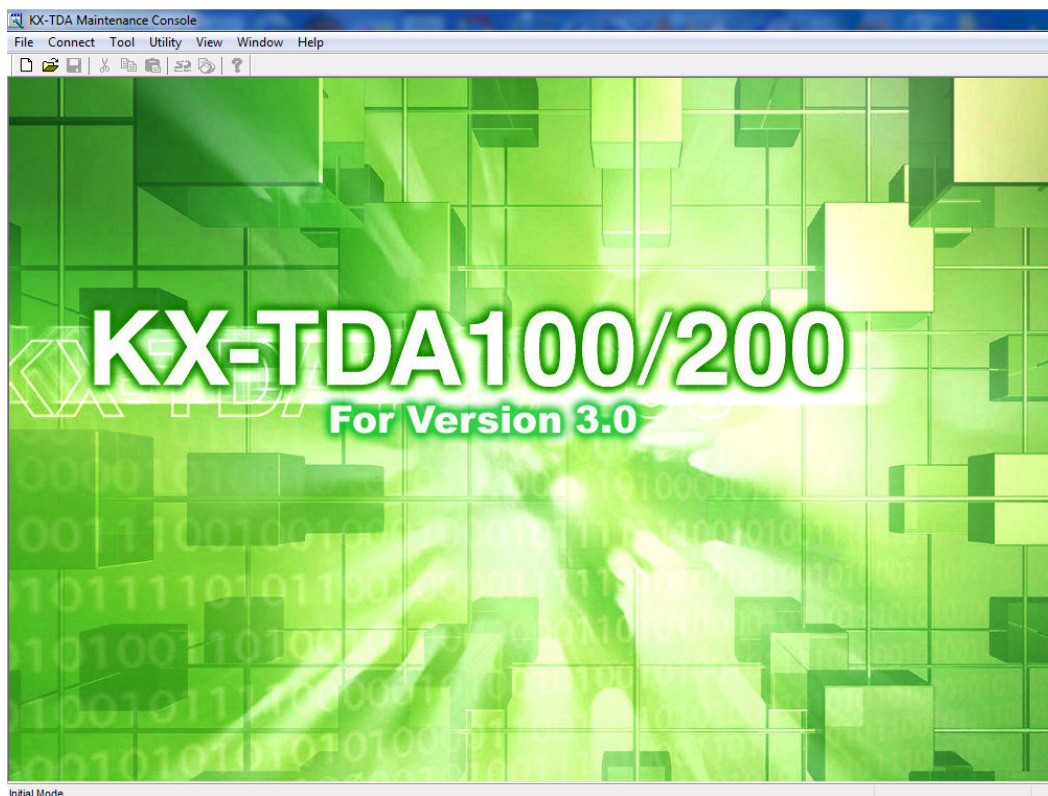 KX-TDA Maintenance Console
File Connect Tool Utility View Window Help
KX-TDA100/200
For Version 3.0
Initial Mode